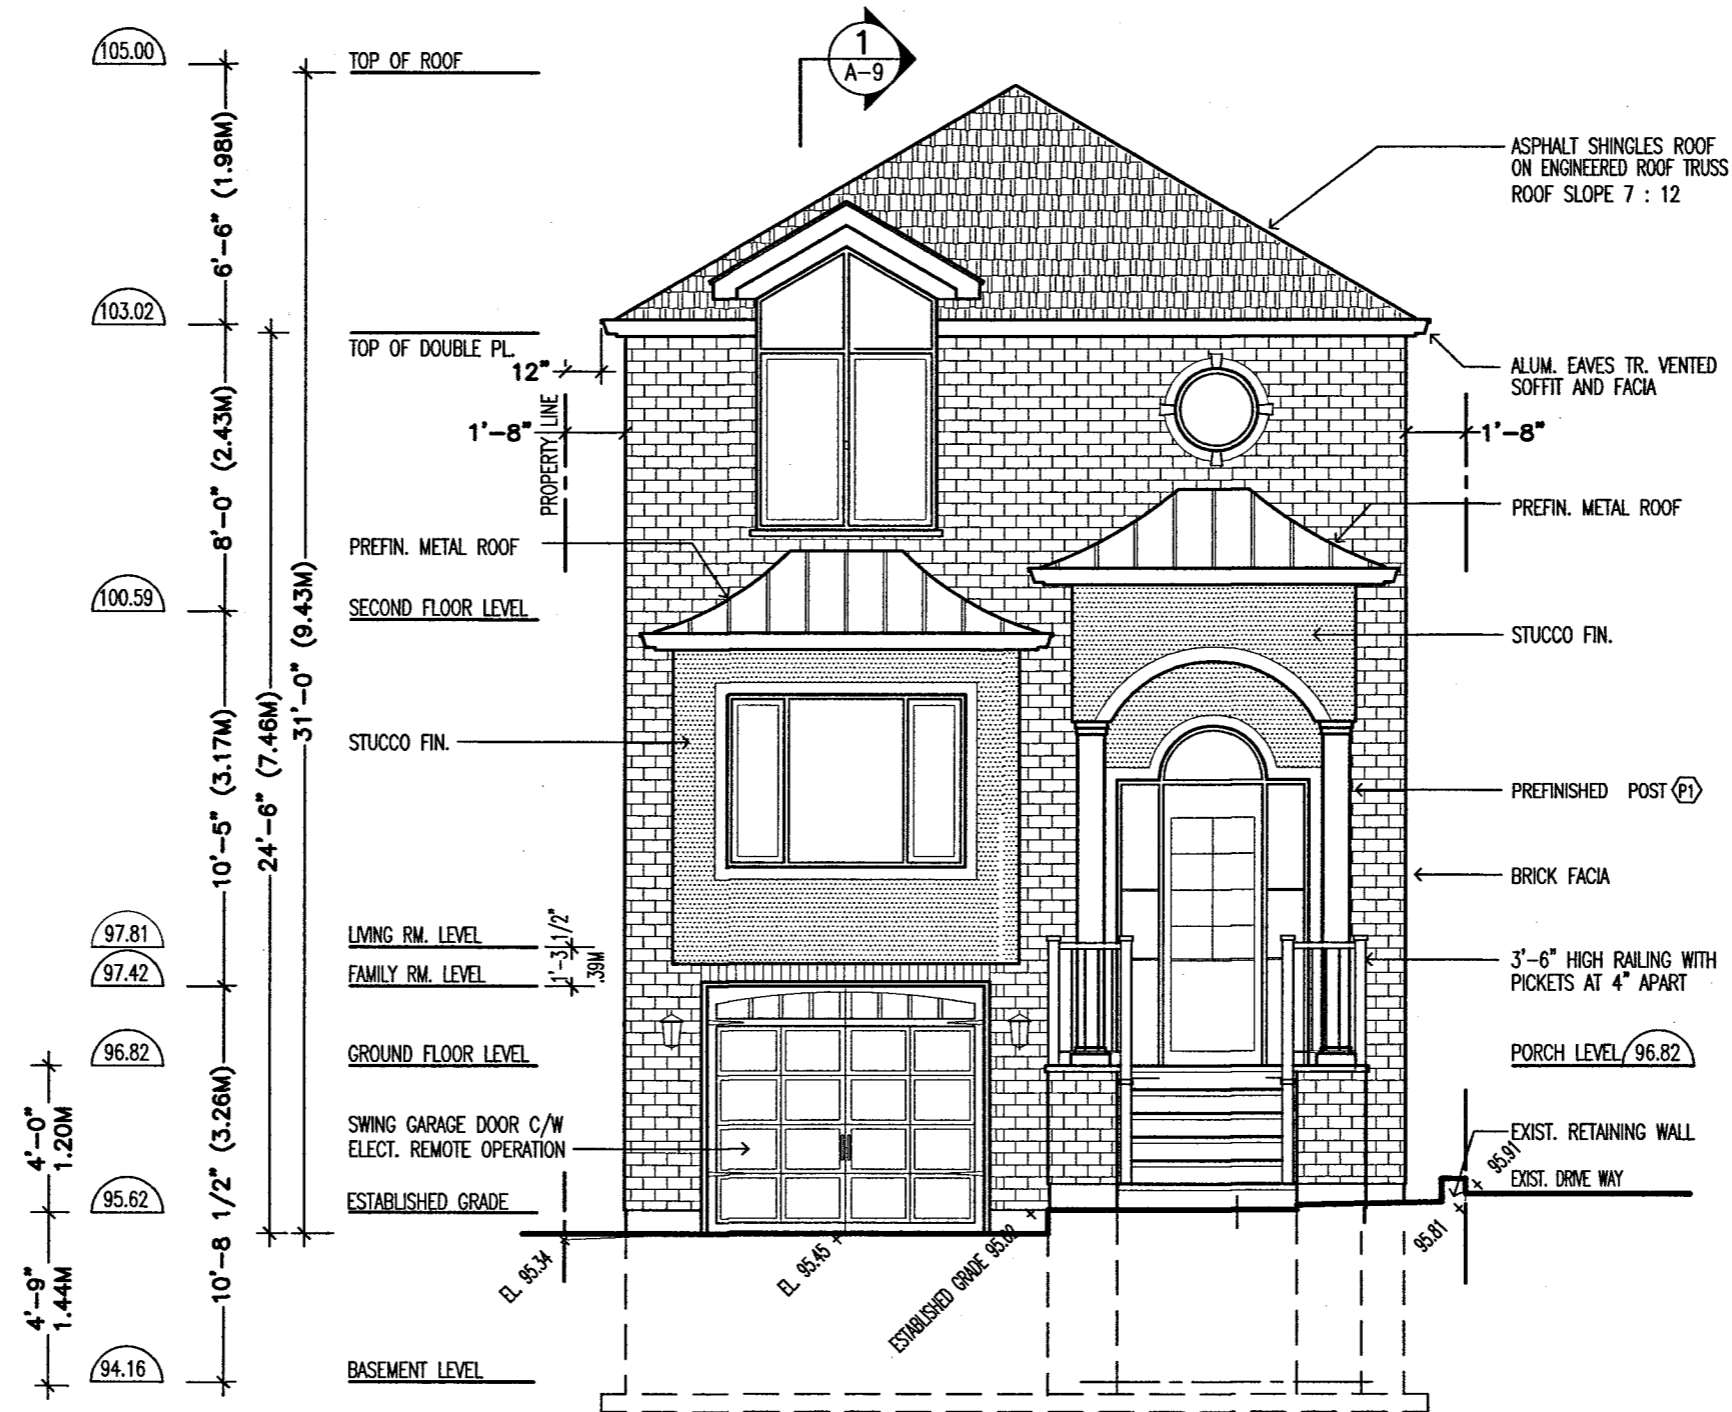 105.00
TOP OF ROOF
1
A-9
6'-6" (1.98M)
ASPHALT SHINGLES ROOF
ON ENGINEERED ROOF TRUSS
ROOF SLOPE 7 : 12
103.02
TOP OF DOUBLE PL.
12"
ALUM. EAVES TR. VENTED
SOFFIT AND FACIA
8'-0" (2.43M)
PROPERTY LINE
1'-8"
1'-8"
PREFIN. METAL ROOF
PREFIN. METAL ROOF
100.59
SECOND FLOOR LEVEL
31'-0" (9.43M)
24'-6" (7.46M)
10'-5" (3.17M)
STUCCO FIN.
STUCCO FIN.
PREFINISHED POST P1
BRICK FACIA
97.81
LIVING RM. LEVEL
1'-3 1/2"
.39M
97.42
FAMILY RM. LEVEL
3'-6" HIGH RAILING WITH
PICKETS AT 4" APART
96.82
GROUND FLOOR LEVEL
PORCH LEVEL 96.82
4'-0"
1.20M
10'-8 1/2" (3.26M)
SWING GARAGE DOOR C/W
ELECT. REMOTE OPERATION
EXIST. RETAINING WALL
95.91
EXIST. DRIVE WAY
95.62
ESTABLISHED GRADE
EL. 95.34
EL. 95.45
ESTABLISHED GRADE
95.81
4'-9"
1.44M
94.16
BASEMENT LEVEL